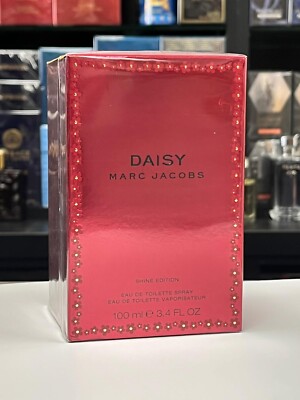 DAISY
MARC JACOBS
SHINE EDITION
EAU DE TOILETTE SPRAY
EAU DE TOILETTE VAPORISATEUR
100 ml ℮ 3.4 FL OZ